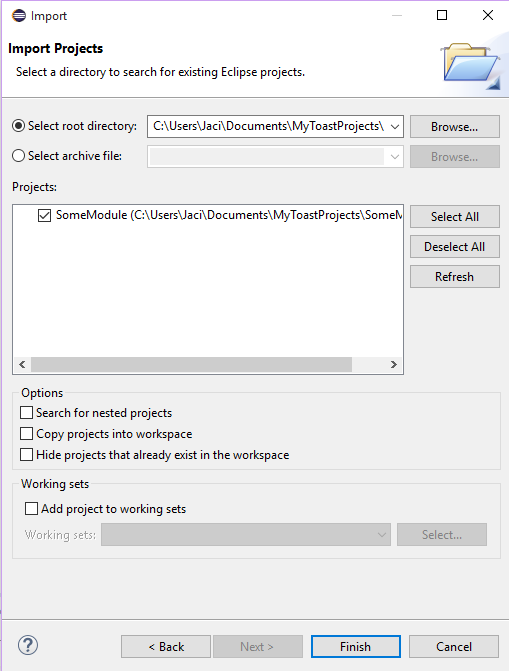 Import
Import Projects
Select a directory to search for existing Eclipse projects.
Select root directory: C:\Users\Jaci\Documents\MyToastProjects\ Browse...
Select archive file: Browse...
Projects:
SomeModule (C:\Users\Jaci\Documents\MyToastProjects\SomeM
Select All
Deselect All
Refresh
Options
Search for nested projects
Copy projects into workspace
Hide projects that already exist in the workspace
Working sets
Add project to working sets
Working sets: Select...
? < Back Next > Finish Cancel